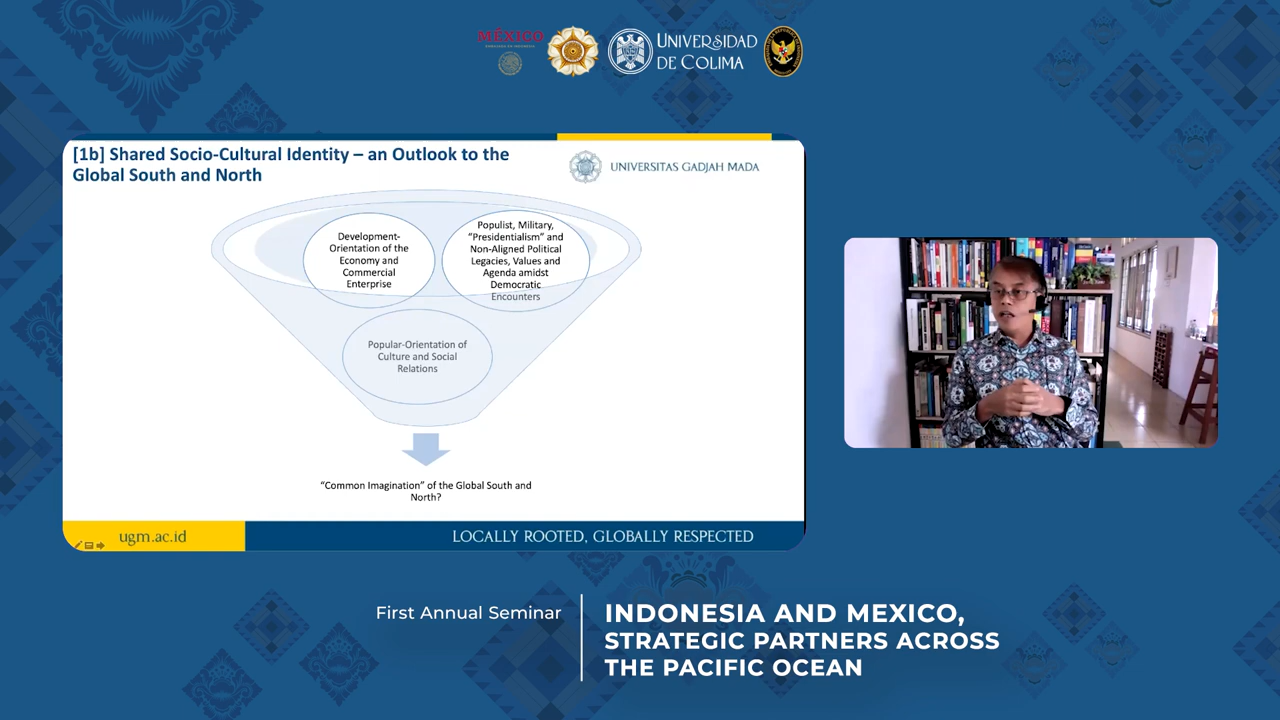 MÉXICO
UNIVERSIDAD
DE COLIMA
[1b] Shared Socio-Cultural Identity – an Outlook to the
Global South and North
UNIVERSITAS GADJAH MADA
Development-
Orientation of the
Economy and
Commercial
Enterprise
Populist, Military,
“Presidentialism” and
Non-Aligned Political
Legacies, Values and
Agenda amidst
Democratic
Encounters
Popular-Orientation of
Culture and Social
Relations
“Common Imagination” of the Global South and
North?
ugm.ac.id
LOCALLY ROOTED, GLOBALLY RESPECTED
First Annual Seminar
INDONESIA AND MEXICO,
STRATEGIC PARTNERS ACROSS
THE PACIFIC OCEAN